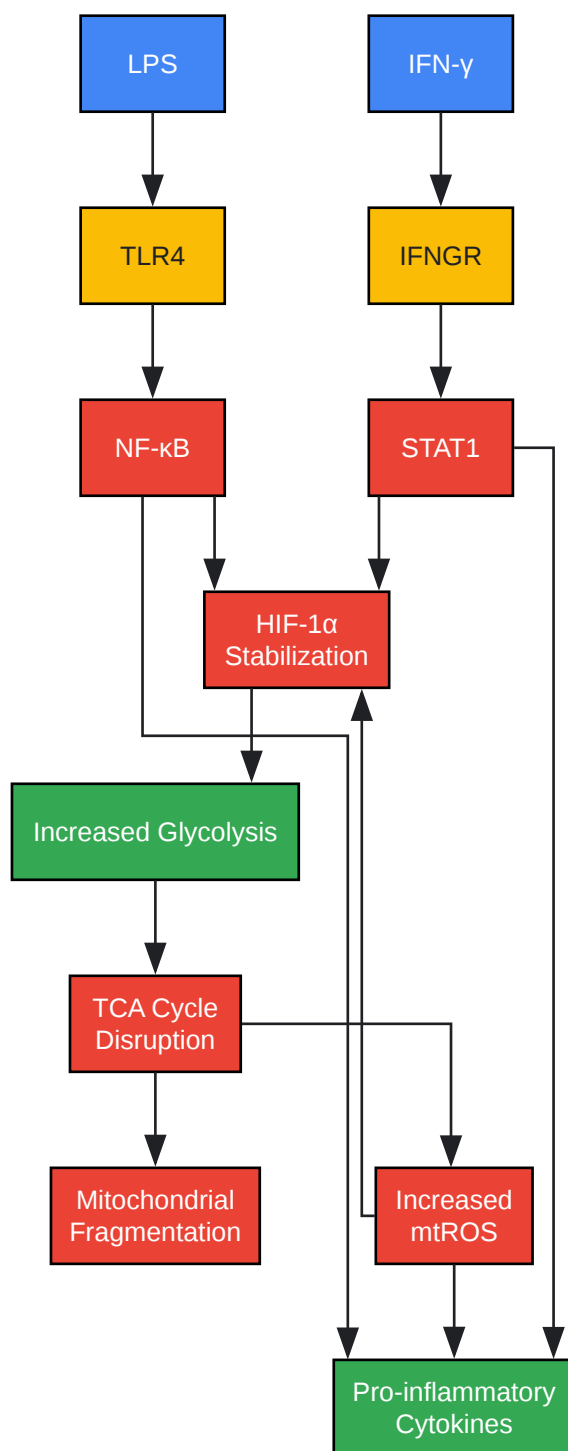 LPS
IFN-γ
TLR4
IFNGR
NF-κB
STAT1
HIF-1α
Stabilization
Increased Glycolysis
TCA Cycle
Disruption
Mitochondrial
Fragmentation
Increased
mtROS
Pro-inflammatory
Cytokines